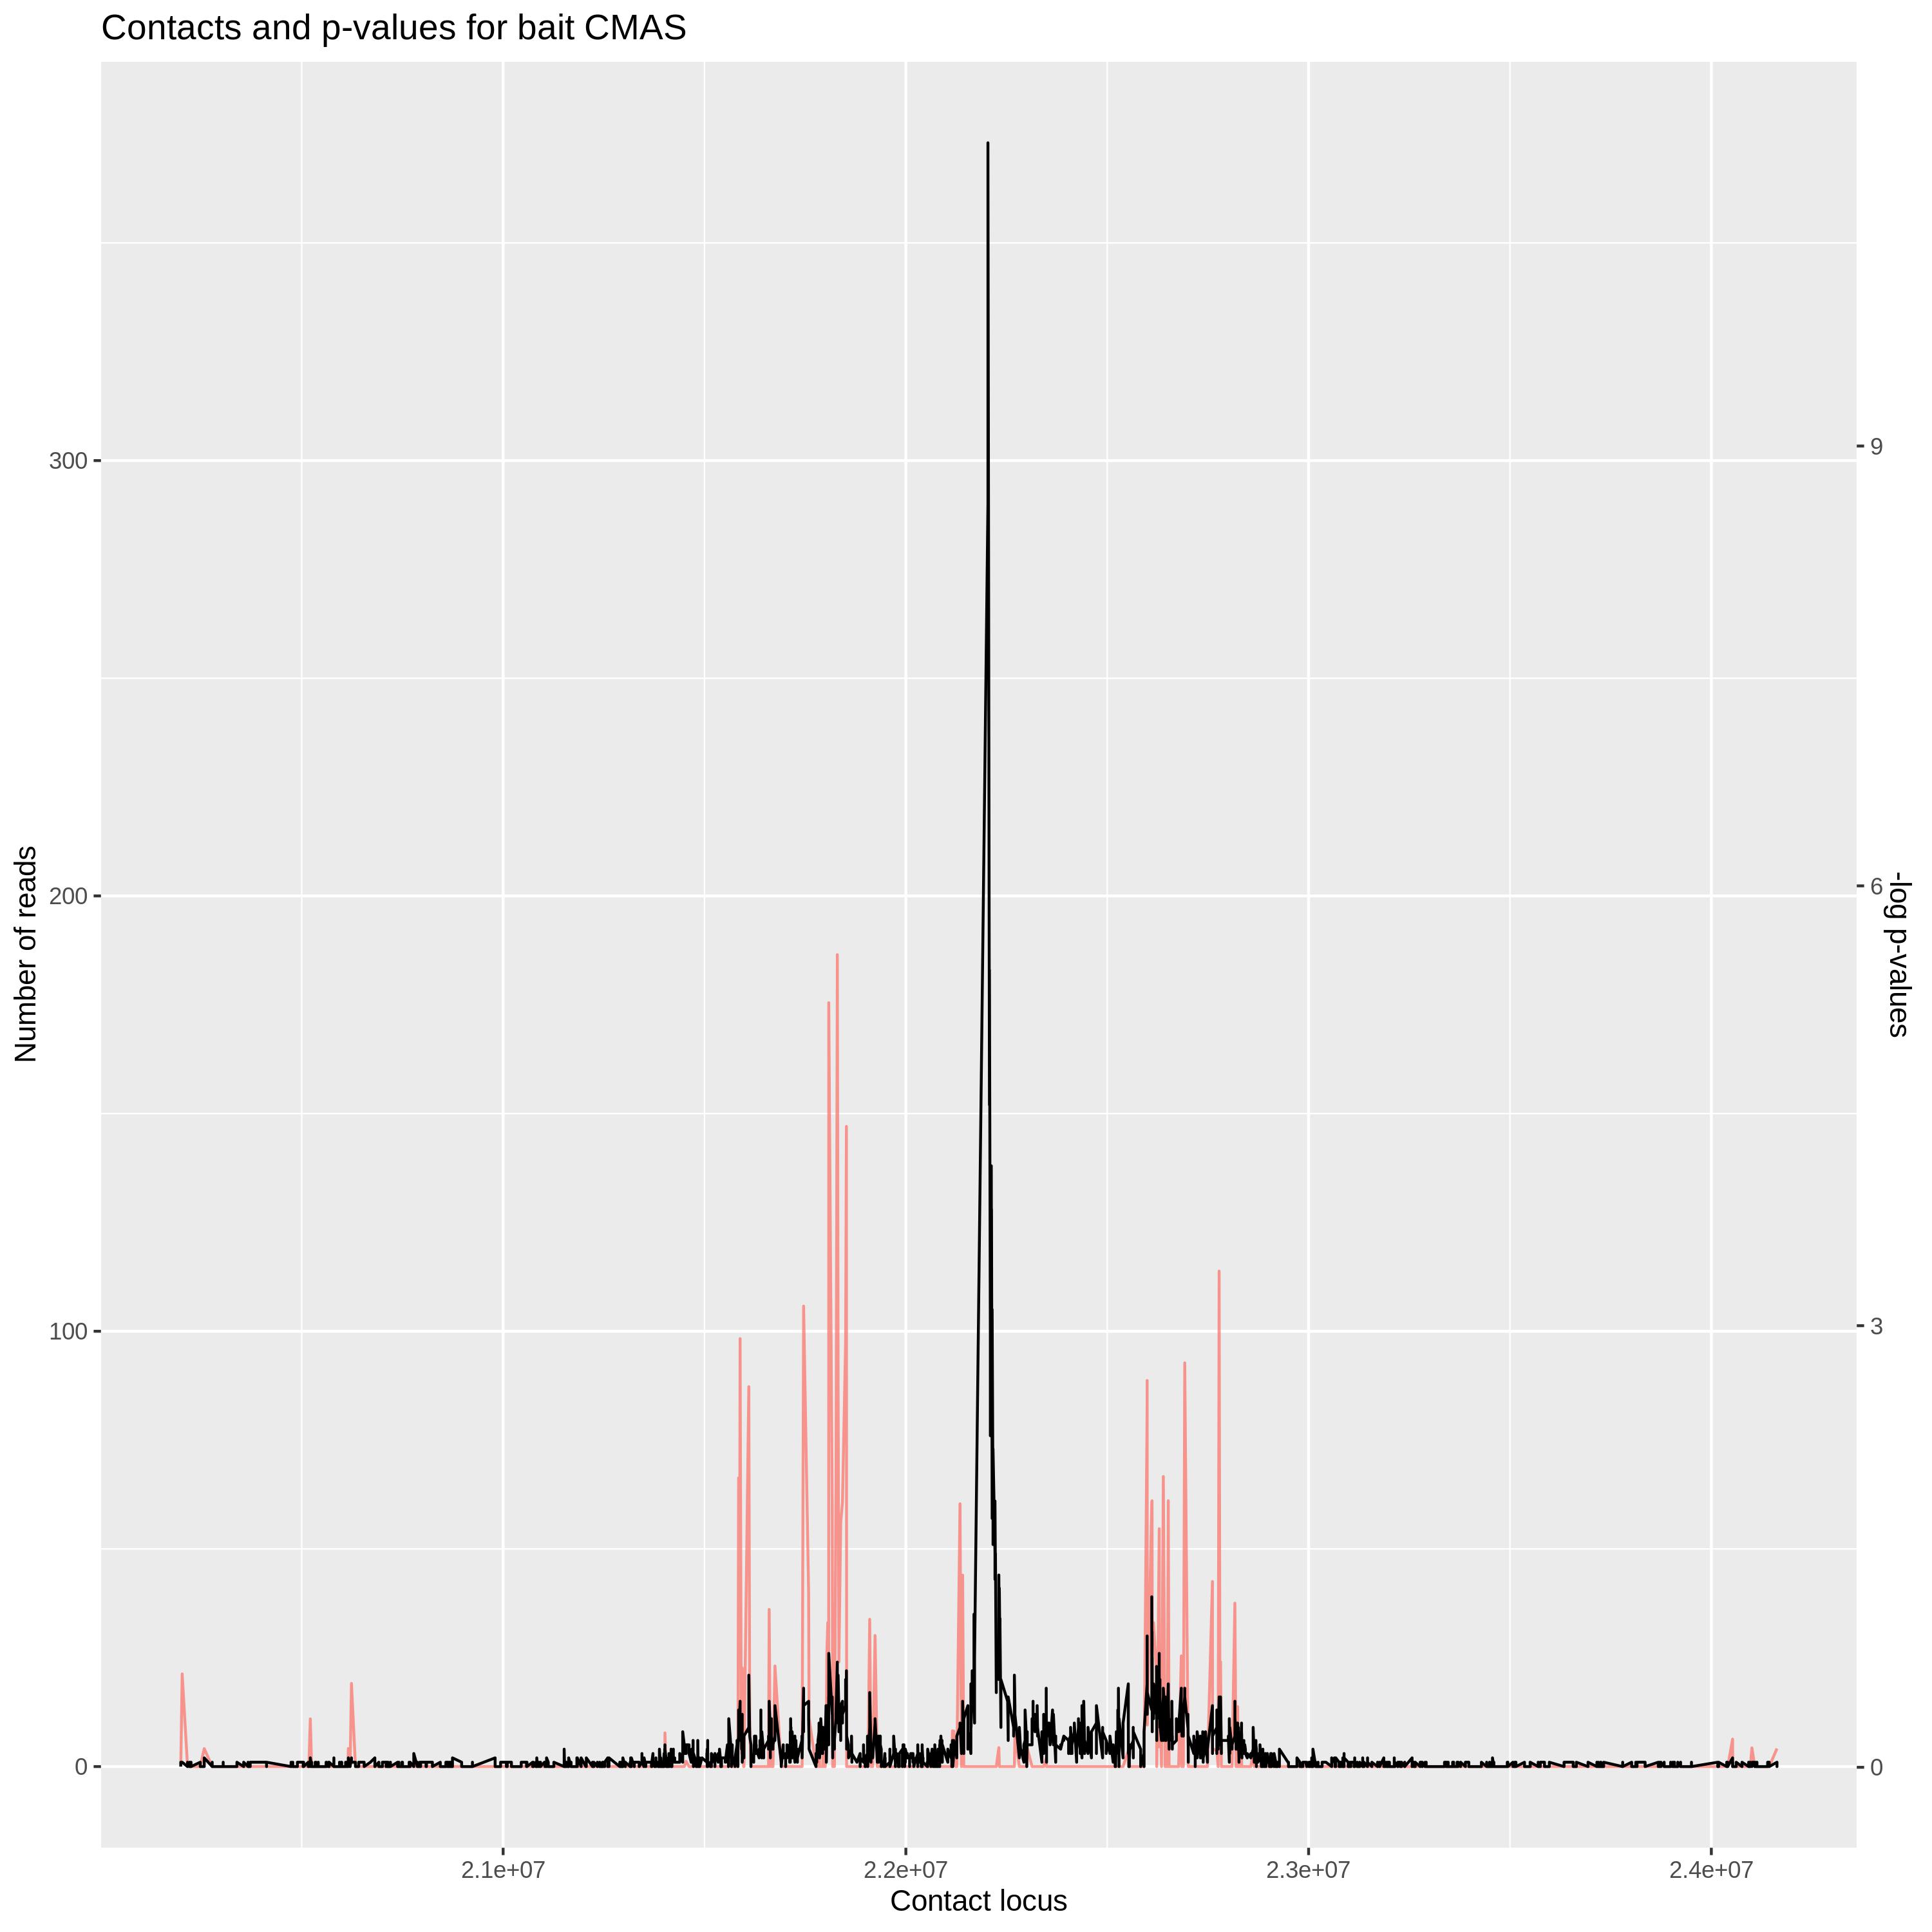 Contacts and p-values for bait CMAS
Number of reads
300
200
100
0
9
6
3
0
-log p-values
2.1e+07
2.2e+07
2.3e+07
2.4e+07
Contact locus